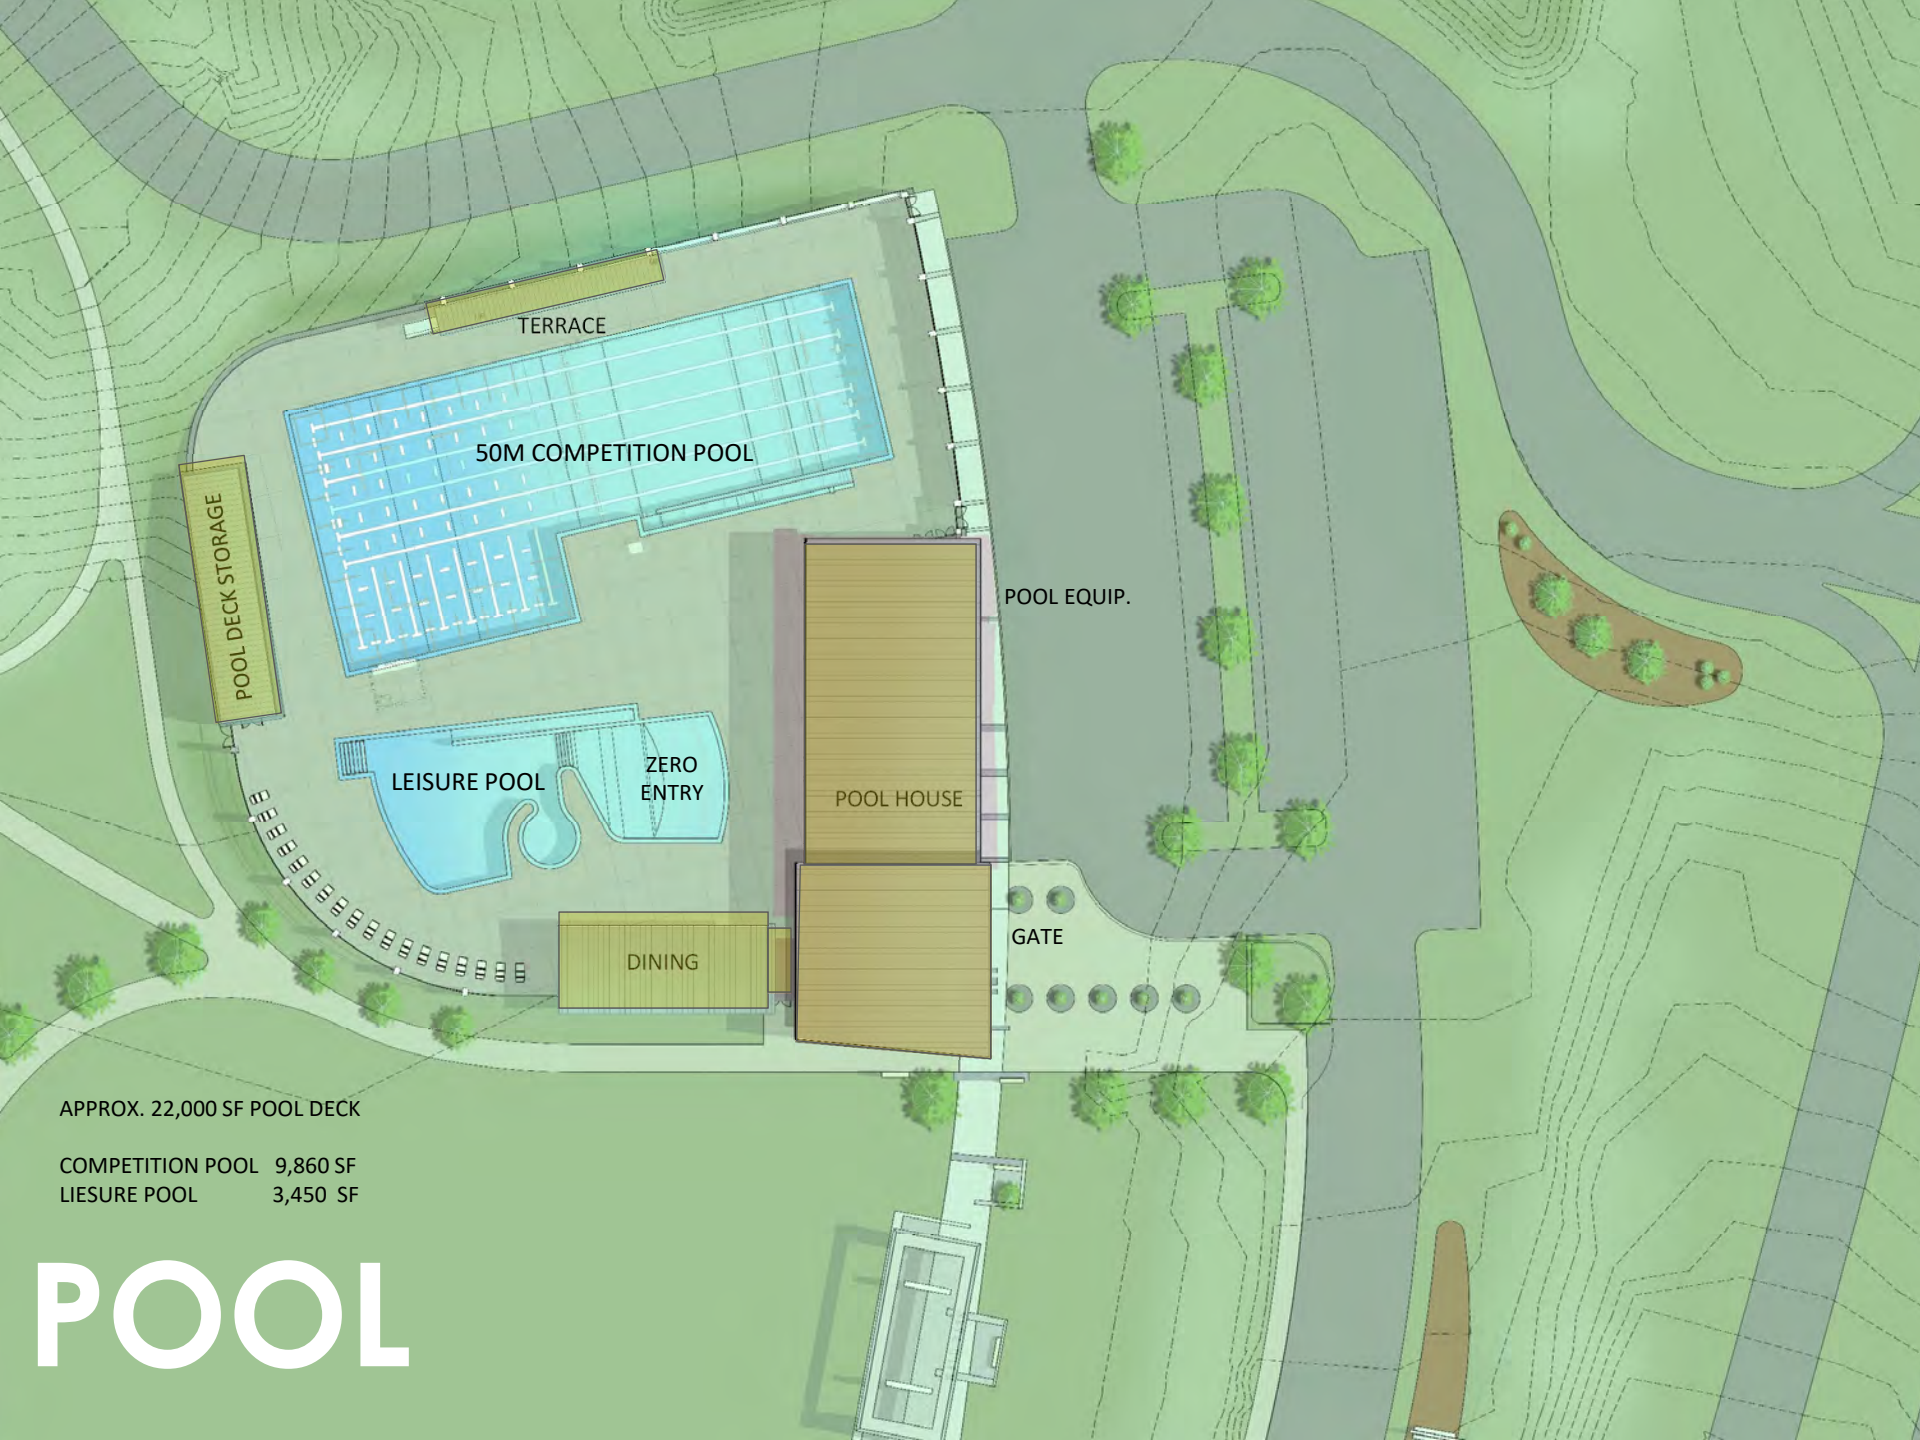 TERRACE
50M COMPETITION POOL
POOL DECK STORAGE
POOL EQUIP.
LEISURE POOL
ZERO
ENTRY
POOL HOUSE
GATE
DINING
APPROX. 22,000 SF POOL DECK
COMPETITION POOL 9,860 SF
LIESURE POOL 3,450 SF
POOL